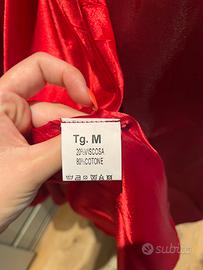 Tg. M
20%VISCOSA
80%COTONE
subito